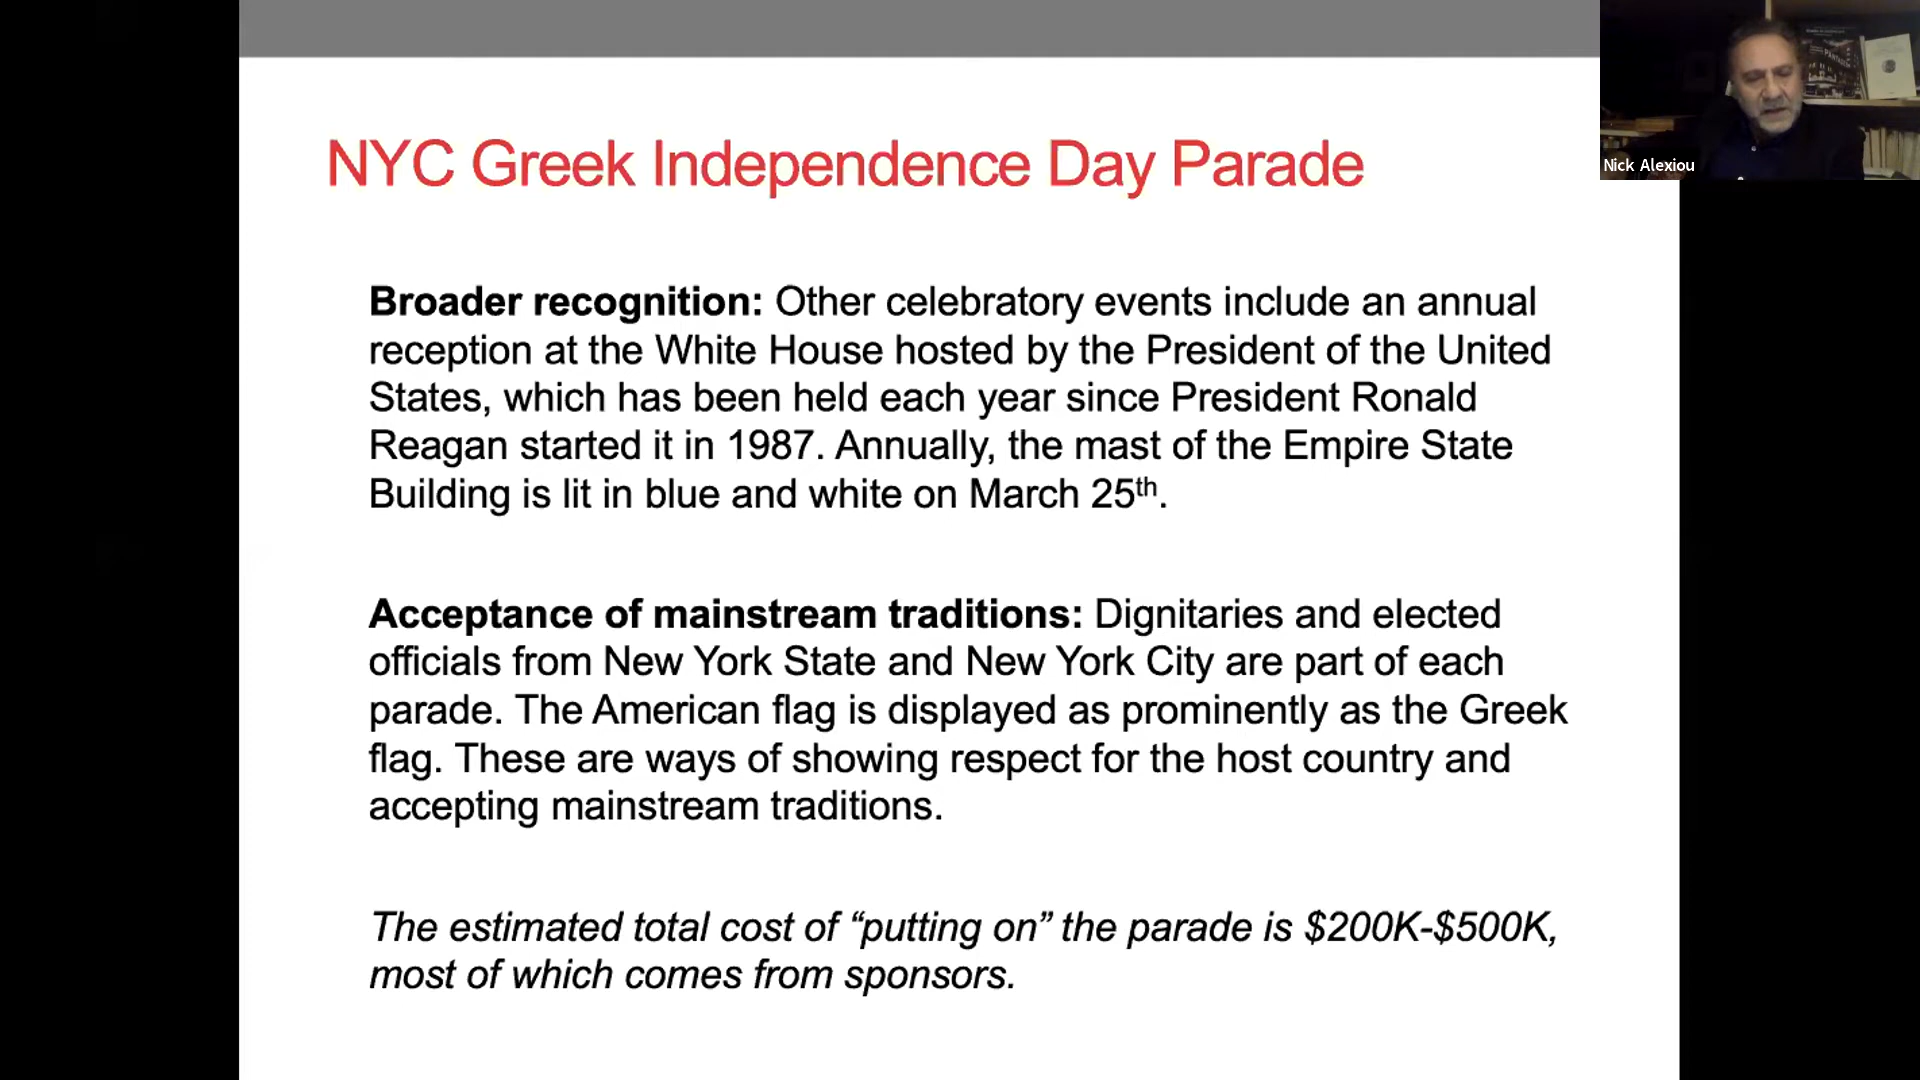 NYC Greek Independence Day Parade
Broader recognition: Other celebratory events include an annual
reception at the White House hosted by the President of the United
States, which has been held each year since President Ronald
Reagan started it in 1987. Annually, the mast of the Empire State
Building is lit in blue and white on March 25th.
Acceptance of mainstream traditions: Dignitaries and elected
officials from New York State and New York City are part of each
parade. The American flag is displayed as prominently as the Greek
flag. These are ways of showing respect for the host country and
accepting mainstream traditions.
The estimated total cost of “putting on” the parade is $200K-$500K,
most of which comes from sponsors.
Nick Alexiou